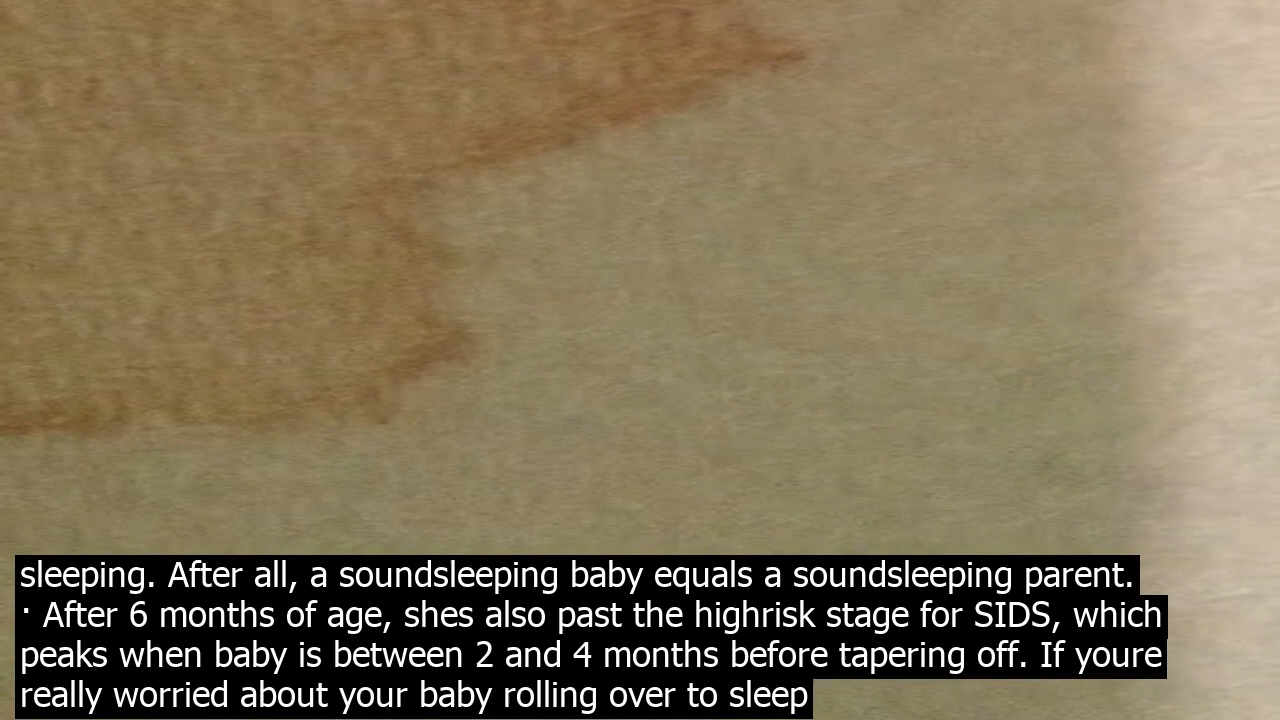 sleeping. After all, a soundsleeping baby equals a soundsleeping parent.
· After 6 months of age, shes also past the highrisk stage for SIDS, which
peaks when baby is between 2 and 4 months before tapering off. If youre
really worried about your baby rolling over to sleep